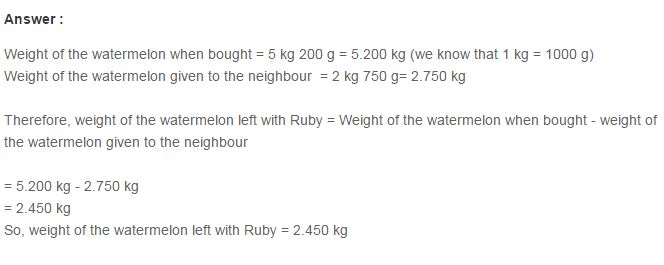 Answer :
Weight of the watermelon when bought = 5 kg 200 g = 5.200 kg (we know that 1 kg = 1000 g)
Weight of the watermelon given to the neighbour  = 2 kg 750 g= 2.750 kg
Therefore, weight of the watermelon left with Ruby = Weight of the watermelon when bought - weight of
the watermelon given to the neighbour
= 5.200 kg - 2.750 kg
= 2.450 kg
So, weight of the watermelon left with Ruby = 2.450 kg